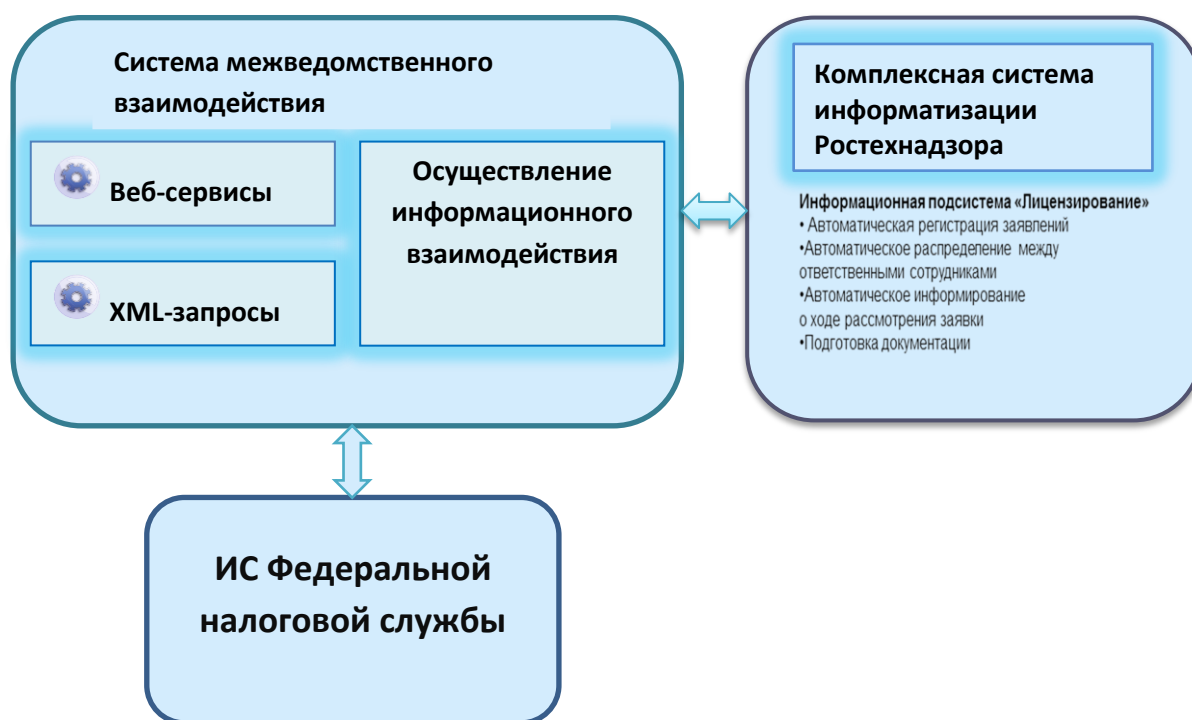 Система межведомственного
взаимодействия
Веб-сервисы
XML-запросы
Осуществление
информационного
взаимодействия
Комплексная система
информатизации
Ростехнадзора
Информационная подсистема «Лицензирование»
• Автоматическая регистрация заявлений
•Автоматическое распределение между
ответственными сотрудниками
•Автоматическое информирование
о ходе рассмотрения заявки
•Подготовка документации
ИС Федеральной
налоговой службы